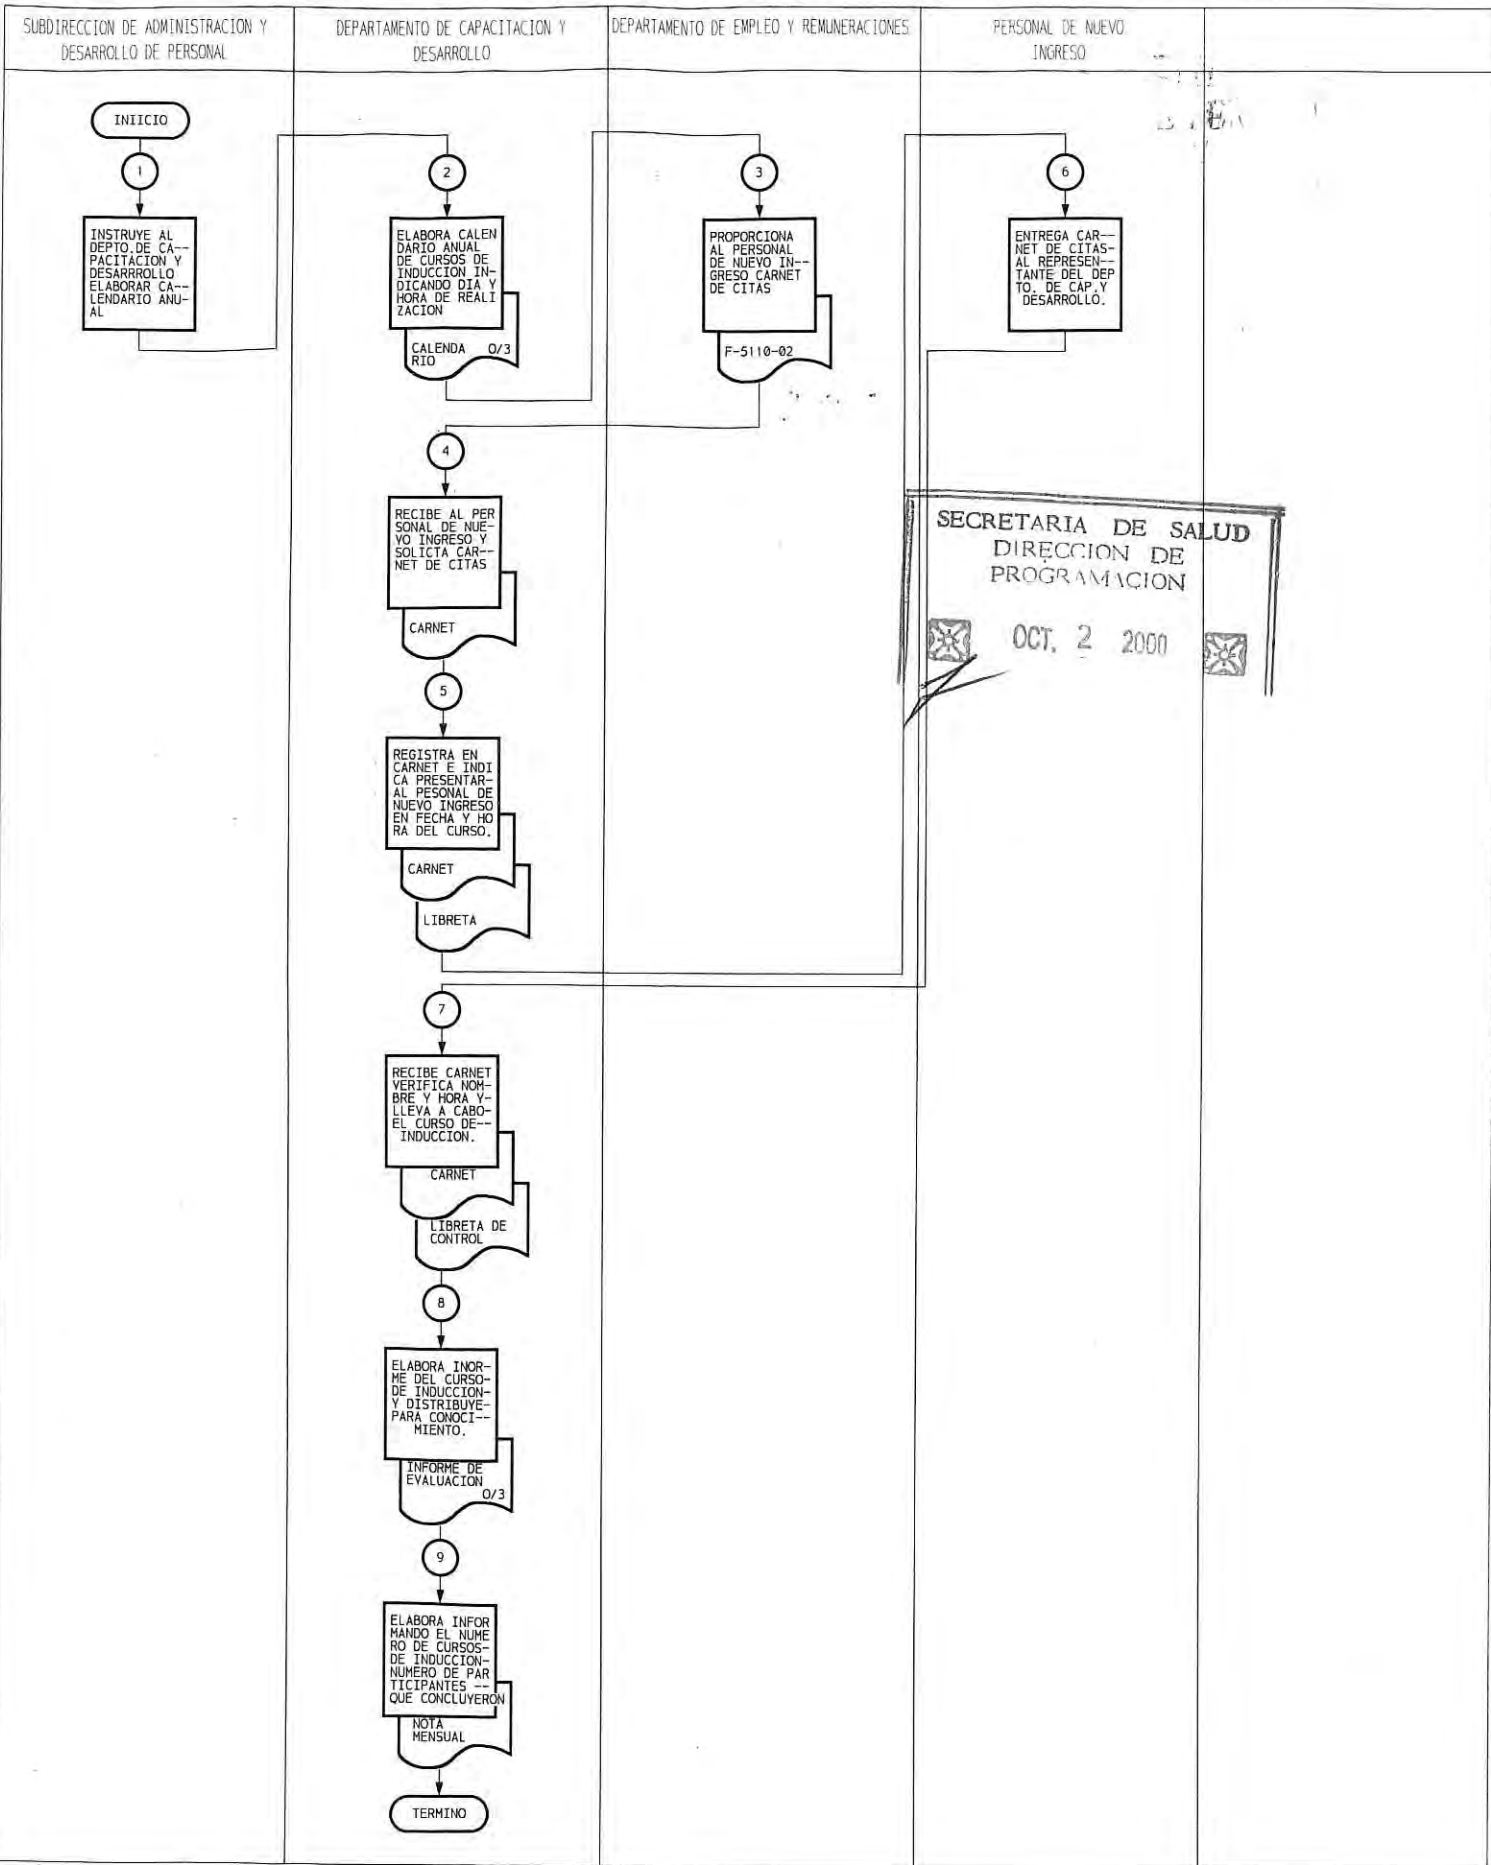 SUBDIRECCION DE ADMINISTRACION Y
DESARROLLO DE PERSONAL
DEPARTAMENTO DE CAPACITACION Y
DESARROLLO
DEPARTAMENTO DE EMPLEO Y REMUNERACIONES
PERSONAL DE NUEVO
INGRESO
INIICIO
1
INSTRUYE AL
DEPTO.DE CA--
PACITACION Y
DESARRROLLO
ELABORAR CA--
LENDARIO ANU-
AL
2
ELABORA CALEN
DARIO ANUAL
DE CURSOS DE
INDUCCION IN-
DICANDO DIA Y
HORA DE REALI
ZACION
CALENDA O/3
RIO
3
PROPORCIONA
AL PERSONAL
DE NUEVO IN--
GRESO CARNET
DE CITAS
F-5110-02
6
ENTREGA CAR--
NET DE CITAS-
AL REPRESEN--
TANTE DEL DEP
TO. DE CAP.Y
DESARROLLO.
4
RECIBE AL PER
SONAL DE NUE-
VO INGRESO Y
SOLICTA CAR--
NET DE CITAS
CARNET
SECRETARIA DE SALUD
DIRECCION DE
PROGRAMACION
OCT. 2 2000
5
REGISTRA EN
CARNET E INDI
CA PRESENTAR-
AL PESONAL DE
NUEVO INGRESO
EN FECHA Y HO
RA DEL CURSO.
CARNET
LIBRETA
7
RECIBE CARNET
VERIFICA NOM-
BRE Y HORA Y-
LLEVA A CABO-
EL CURSO DE--
INDUCCION.
CARNET
LIBRETA DE
CONTROL
8
ELABORA INOR-
ME DEL CURSO-
DE INDUCCION-
Y DISTRIBUYE-
PARA CONOCI--
MIENTO.
INFORME DE
EVALUACION
O/3
9
ELABORA INFOR
MANDO EL NUME
RO DE CURSOS-
DE INDUCCION-
NUMERO DE PAR
TICIPANTES --
QUE CONCLUYERON
NOTA
MENSUAL
TERMINO